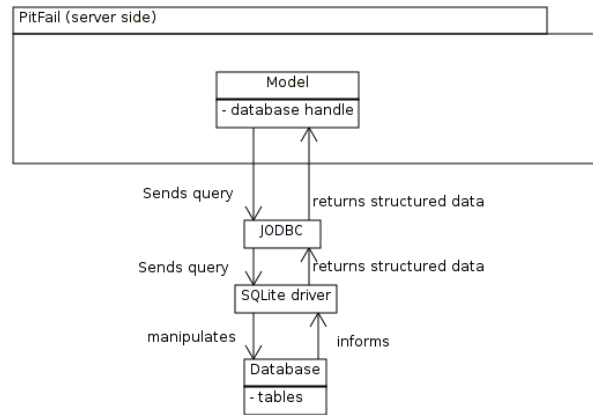 PitFail (server side)
Model
- database handle
Sends query
returns structured data
JODBC
Sends query
returns structured data
SQLite driver
manipulates
informs
Database
- tables